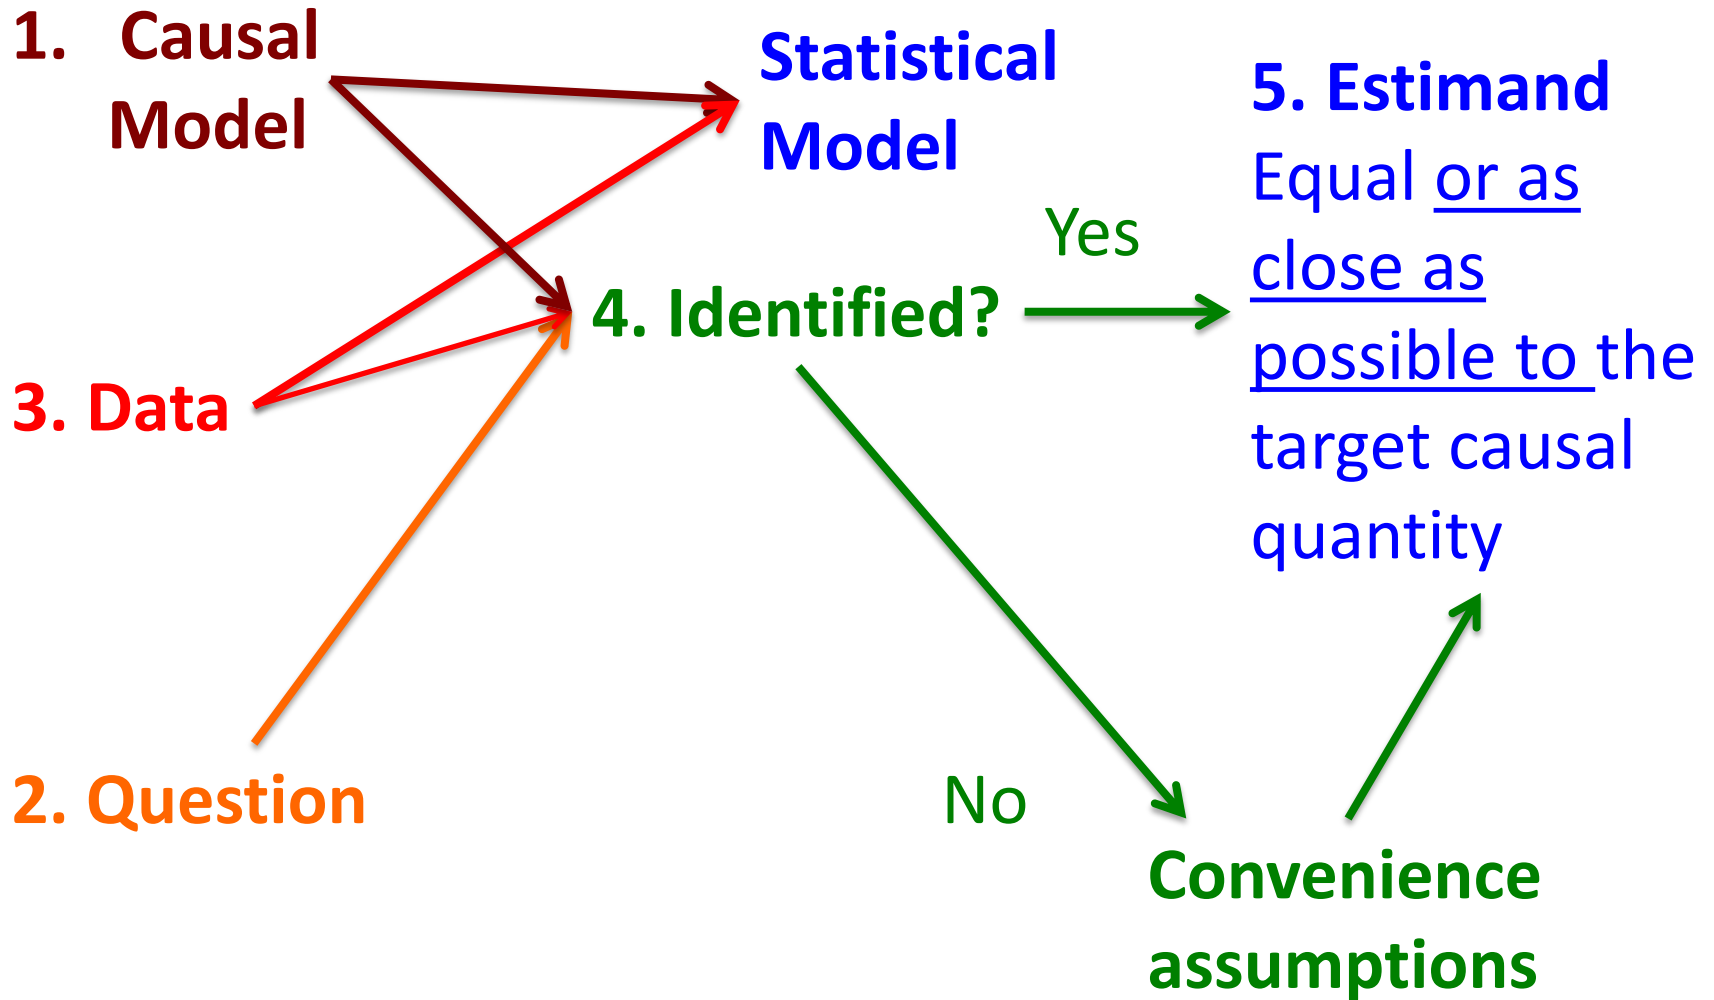 1. Causal
Model
Statistical
Model
5. Estimand
Equal or as
close as
possible to the
target causal
quantity
Yes
4. Identified?
3. Data
2. Question
No
Convenience
assumptions